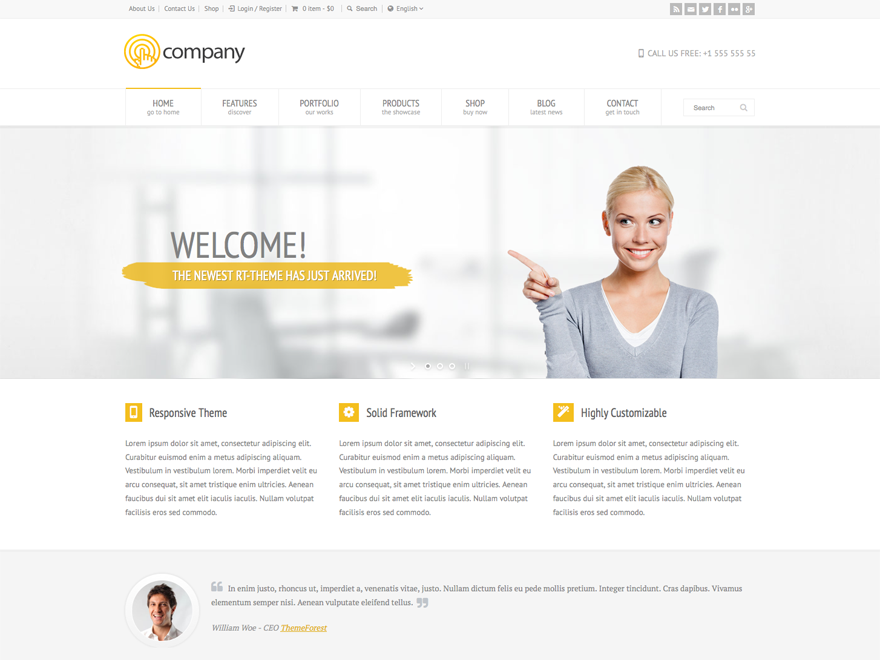 About Us
Contact Us
Shop
Login / Register
0 item - $0
Search
English
company
CALL US FREE: +1 555 555 55
HOME
go to home
FEATURES
discover
PORTFOLIO
our works
PRODUCTS
the showcase
SHOP
buy now
BLOG
latest news
CONTACT
get in touch
Search
WELCOME!
THE NEWEST RT-THEME HAS JUST ARRIVED!
Responsive Theme
Lorem ipsum dolor sit amet, consectetur adipiscing elit.
Curabitur euismod enim a metus adipiscing aliquam.
Vestibulum in vestibulum lorem. Morbi imperdiet velit eu
arcu consequat, sit amet trism enim ultricies. Aenean
faucibus dui sit amet elit iaculis iaculis. Nullam volutpat
facilisis eros sed commodo.
Solid Framework
Lorem ipsum dolor sit amet, consectetur adipiscing elit.
Curabitur euismod enim a metus adipiscing aliquam.
Vestibulum in vestibulum lorem. Morbi imperdiet velit eu
arcu consequat, sit amet trism enim ultricies. Aenean
faucibus dui sit amet elit iaculis iaculis. Nullam volutpat
facilisis eros sed commodo.
Highly Customizable
Lorem ipsum dolor sit amet, consectetur adipiscing elit.
Curabitur euismod enim a metus adipiscing aliquam.
Vestibulum in vestibulum lorem. Morbi imperdiet velit eu
arcu consequat, sit amet trism enim ultricies. Aenean
faucibus dui sit amet elit iaculis iaculis. Nullam volutpat
facilisis eros sed commodo.
In enim justo, rhoncus ut, imperdiet a, venenatis vitae, justo. Nullam dictum felis eu pede mollis pretium. Integer tincidunt. Cras dapibus. Vivamus
elementum semper nisi. Aenean vulputate eleifend tellus.
William Woe - CEO ThemeForest